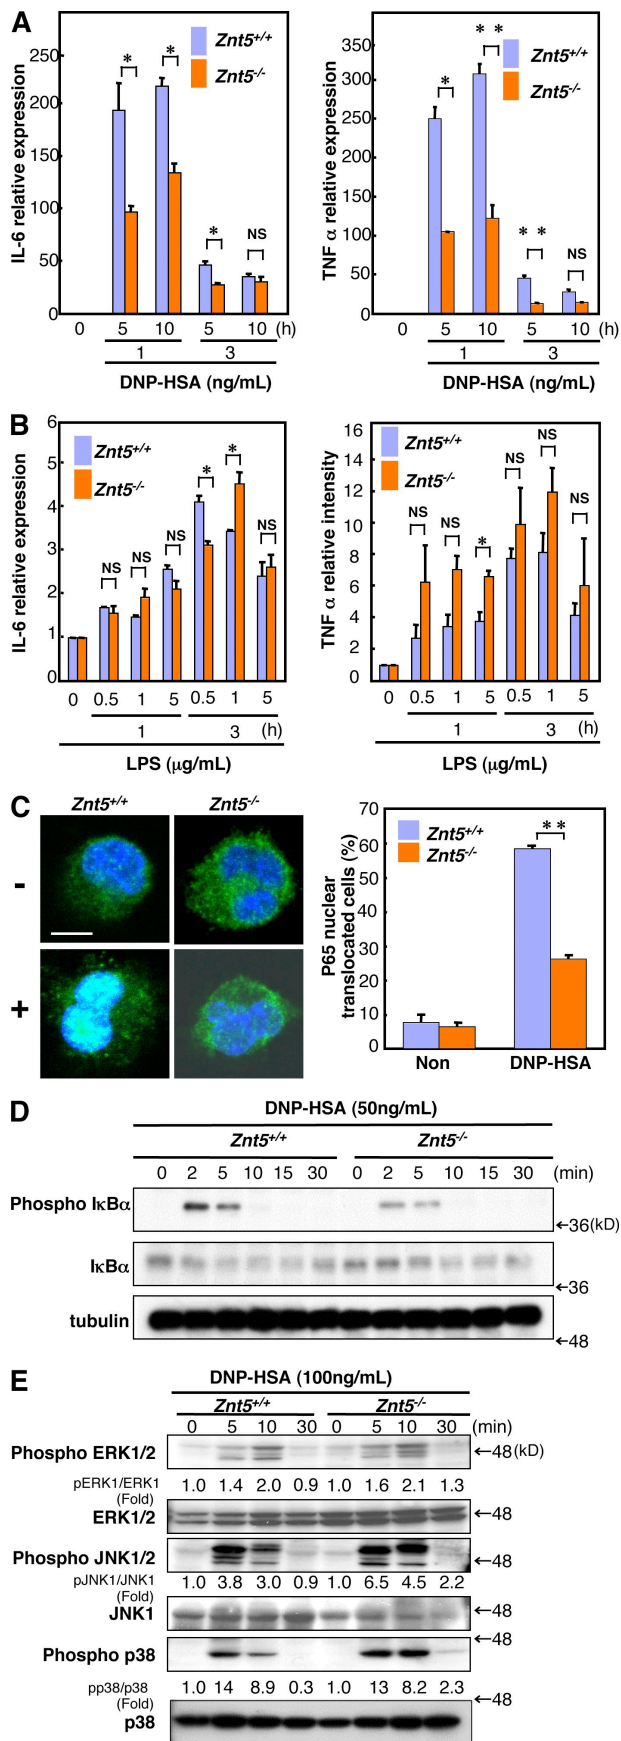 A
IL-6 relative expression
250
200
150
100
50
0
Znt5+/+
Znt5-/-
*
*
*
NS
0 5 10 5 10 (h)
1 3
DNP-HSA (ng/mL)
TNF α relative expression
350
300
250
200
150
100
50
0
Znt5+/+
Znt5-/-
*
* *
* *
NS
0 5 10 5 10 (h)
1 3
DNP-HSA (ng/mL)
B
IL-6 relative expression
6
5
4
3
2
1
0
Znt5+/+
Znt5-/-
NS NS NS * * NS
0 0.5 1 5 0.5 1 5
1 3 (h)
LPS (μg/mL)
TNF α relative intensity
16
14
12
10
8
6
4
2
0
Znt5+/+
Znt5-/-
NS NS * NS NS NS
0 0.5 1 5 0.5 1 5
1 3 (h)
LPS (μg/mL)
C
Znt5+/+ Znt5-/-
-
+
P65 nuclear
translocated cells (%)
70
60
50
40
30
20
10
0
Znt5+/+
Znt5-/-
* *
Non DNP-HSA
D
DNP-HSA (50ng/mL)
Znt5+/+ Znt5-/-
0 2 5 10 15 30 0 2 5 10 15 30 (min)
Phospho IκBα
←36(kD)
IκBα
←36
tubulin
←48
E
DNP-HSA (100ng/mL)
Znt5+/+ Znt5-/-
0 5 10 30 0 5 10 30 (min)
Phospho ERK1/2 ←48(kD)
pERK1/ERK1 1.0 1.4 2.0 0.9 1.0 1.6 2.1 1.3
(Fold)
ERK1/2 ←48
Phospho JNK1/2 ←48
pJNK1/JNK1 1.0 3.8 3.0 0.9 1.0 6.5 4.5 2.2
(Fold)
JNK1 ←48
←48
Phospho p38
pp38/p38 1.0 14 8.9 0.3 1.0 13 8.2 2.3
(Fold) ←48
p38